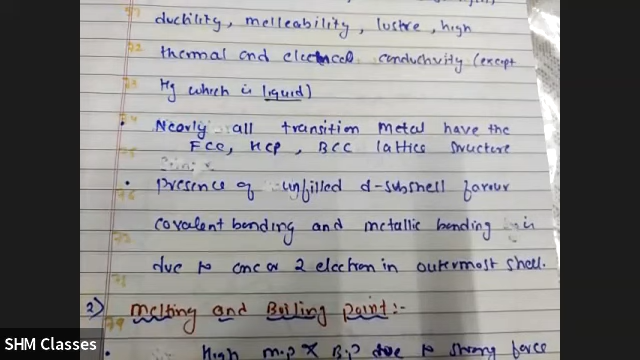 ductility, melleability, lustre, high
thermal and electrical conductivity (except
Hg which is liquid)
• Nearly all transition metal have the
FCC, HCP, BCC lattice structure
• presence of unfilled d-subshell favour
covalent bonding and metallic bonding is
due to one or 2 electron in outermost shell.
2) Melting and Boiling Point:-
• High m.p & B.p due to strong force
SHM Classes